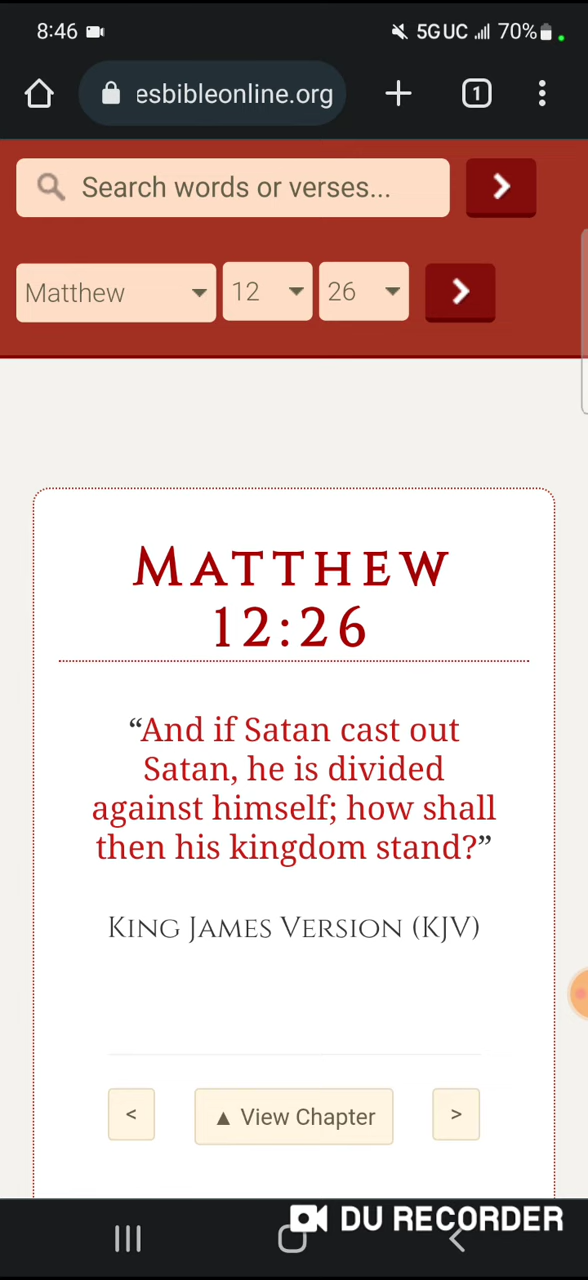 8:46 5GUC 70%
esbibleonline.org + 1
Search words or verses...
Matthew 12 26
MATTHEW
12:26
“And if Satan cast out
Satan, he is divided
against himself; how shall
then his kingdom stand?”
KING JAMES VERSION (KJV)
< ▲ View Chapter >
DU RECORDER